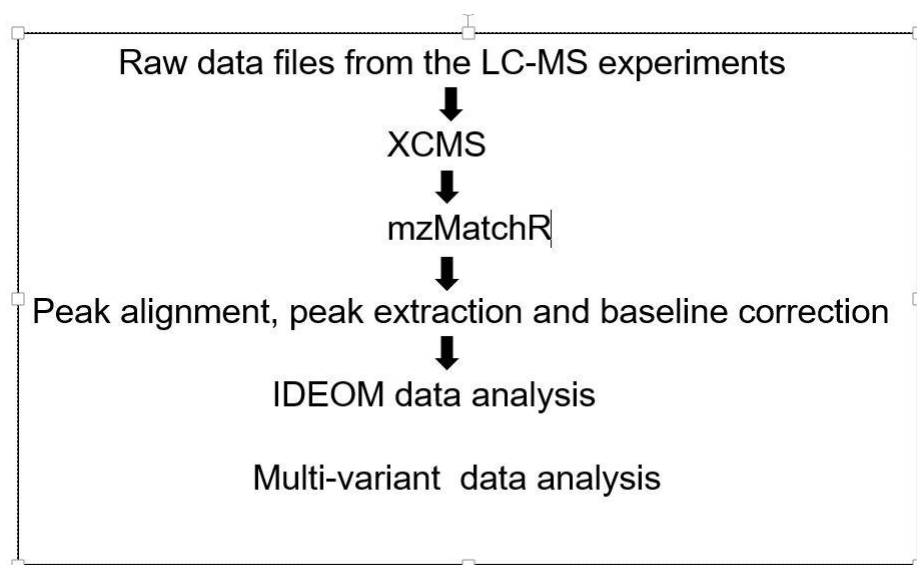 Raw data files from the LC-MS experiments
XCMS
mzMatchR
Peak alignment, peak extraction and baseline correction
IDEOM data analysis
Multi-variant  data analysis